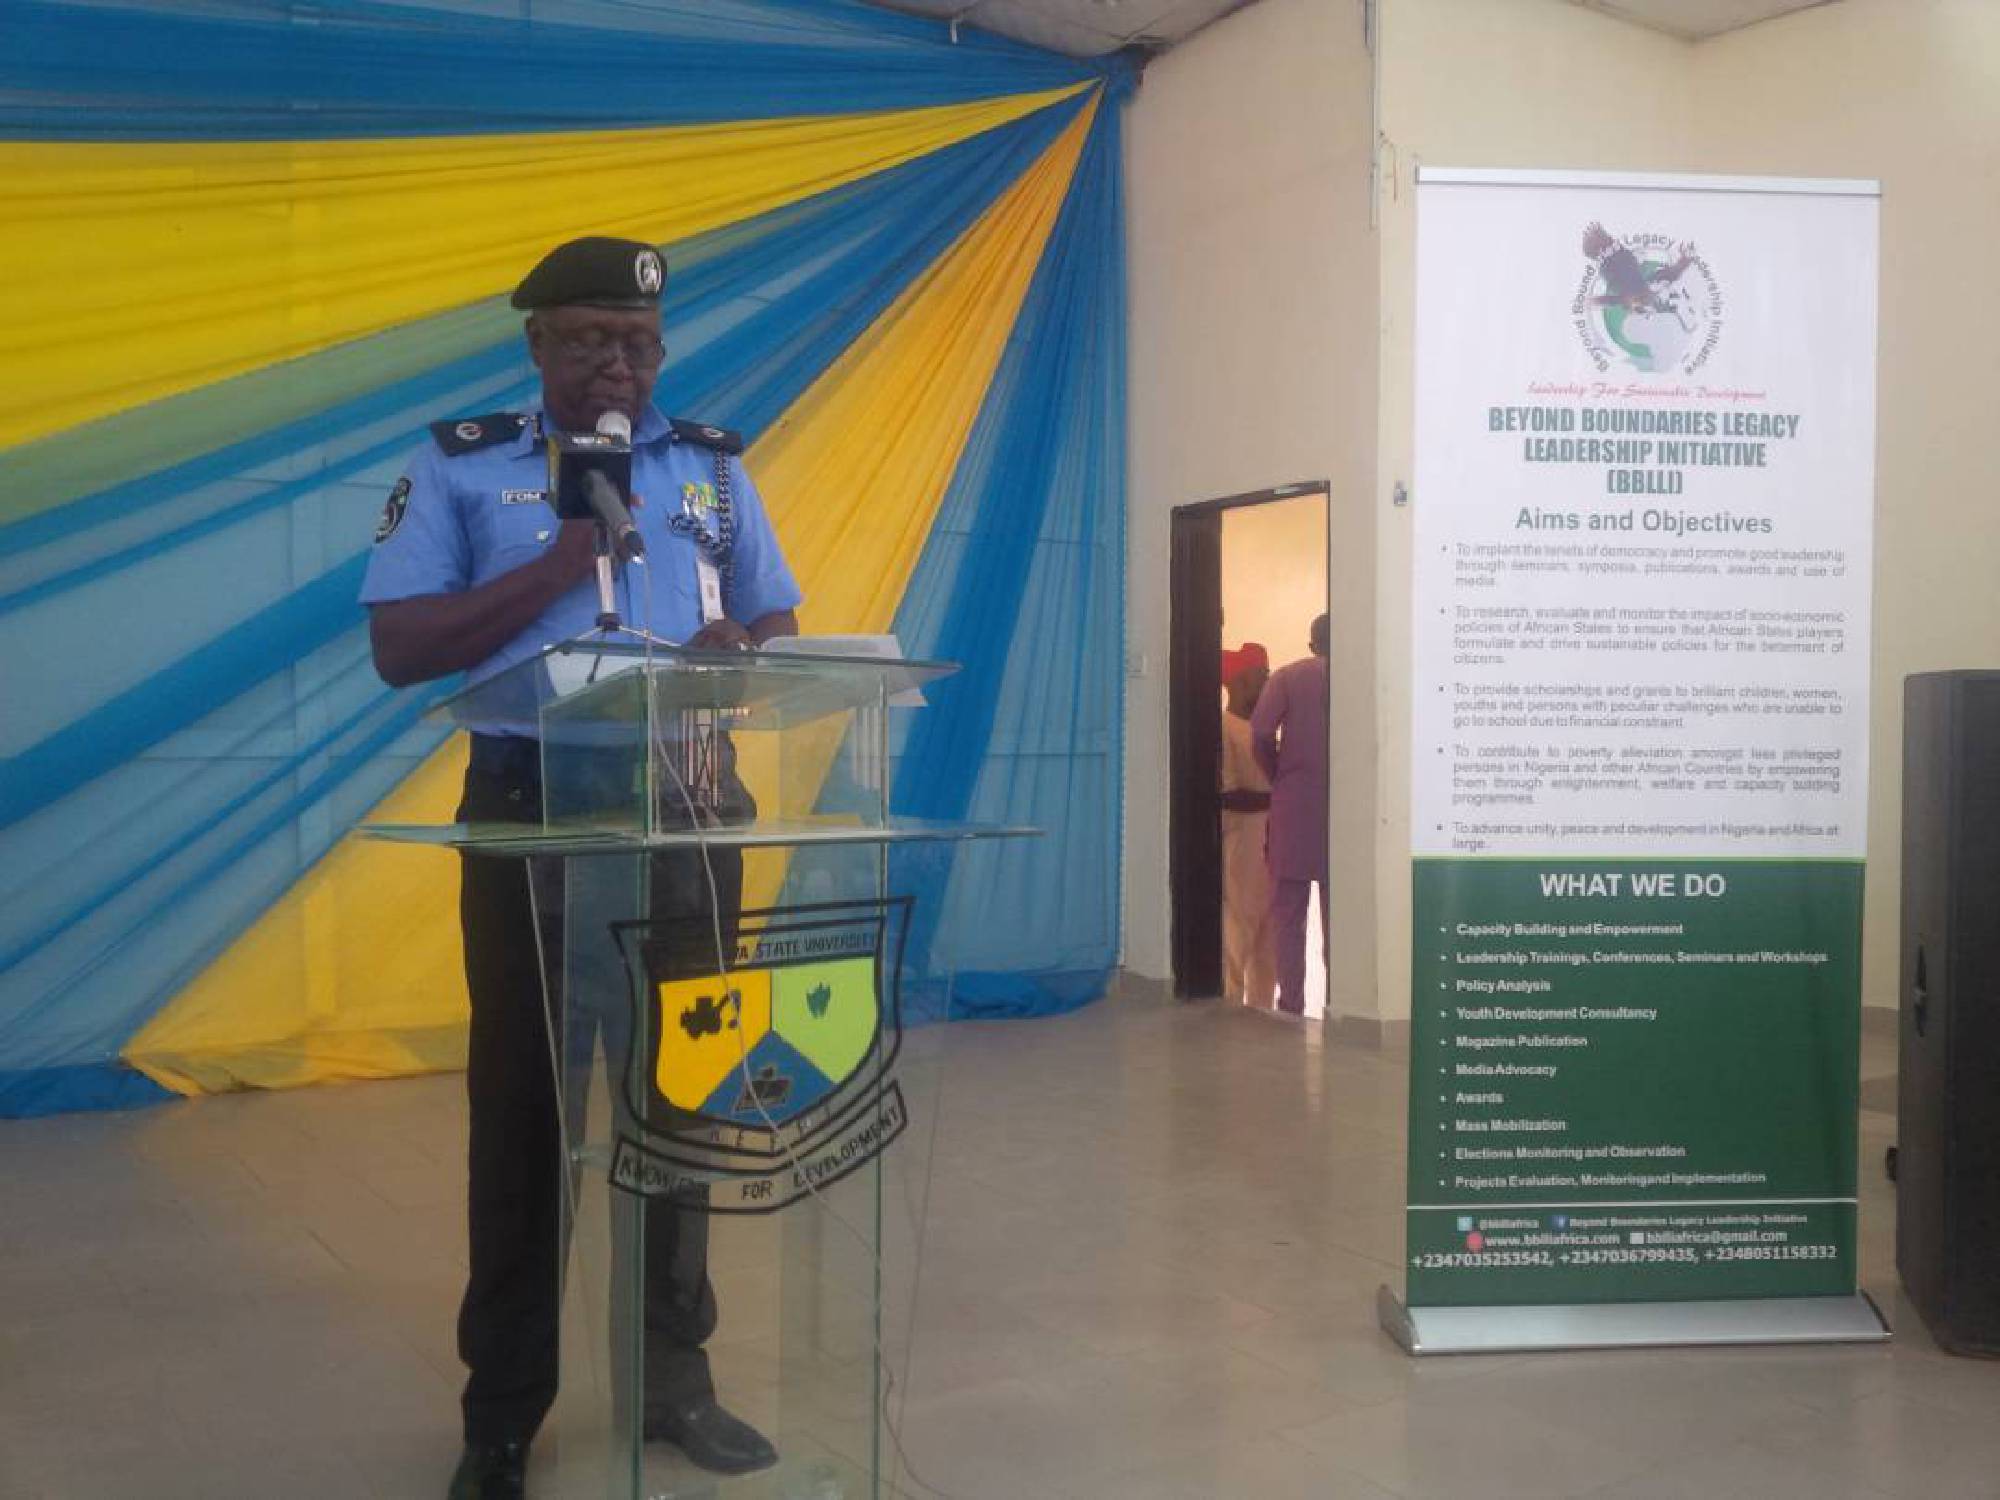 FOM
WA STATE UNIVERSITY
KNOWLEDGE FOR DEVELOPMENT
Beyond Bound Legacy Leadership Initiative
Leadership For Sustainable Development
BEYOND BOUNDARIES LEGACY
LEADERSHIP INITIATIVE
(BBLLI)
Aims and Objectives
• To implant the tenets of democracy and promote good leadership
through seminars, symposia, publications, awards and use of
media.
• To research, evaluate and monitor the impact of socio-economic
policies of African States to ensure that African States players
formulate and drive sustainable policies for the betterment of
citizens.
• To provide scholarships and grants to brilliant children, women,
youths and persons with peculiar challenges who are unable to
go to school due to financial constraint.
• To contribute to poverty alleviation amongst less privileged
persons in Nigeria and other African Countries by empowering
them through enlightenment, welfare and capacity building
programmes.
• To advance unity, peace and development in Nigeria and Africa at
large.
WHAT WE DO
• Capacity Building and Empowerment
• Leadership Trainings, Conferences, Seminars and Workshops
• Policy Analysis
• Youth Development Consultancy
• Magazine Publication
• Media Advocacy
• Awards
• Mass Mobilization
• Elections Monitoring and Observation
• Projects Evaluation, Monitoring and Implementation
@bblliafrica Beyond Boundaries Legacy Leadership Initiative
www.bblliafrica.com bblliafrica@gmail.com
+2347035253542, +2347036799435, +2348051158332